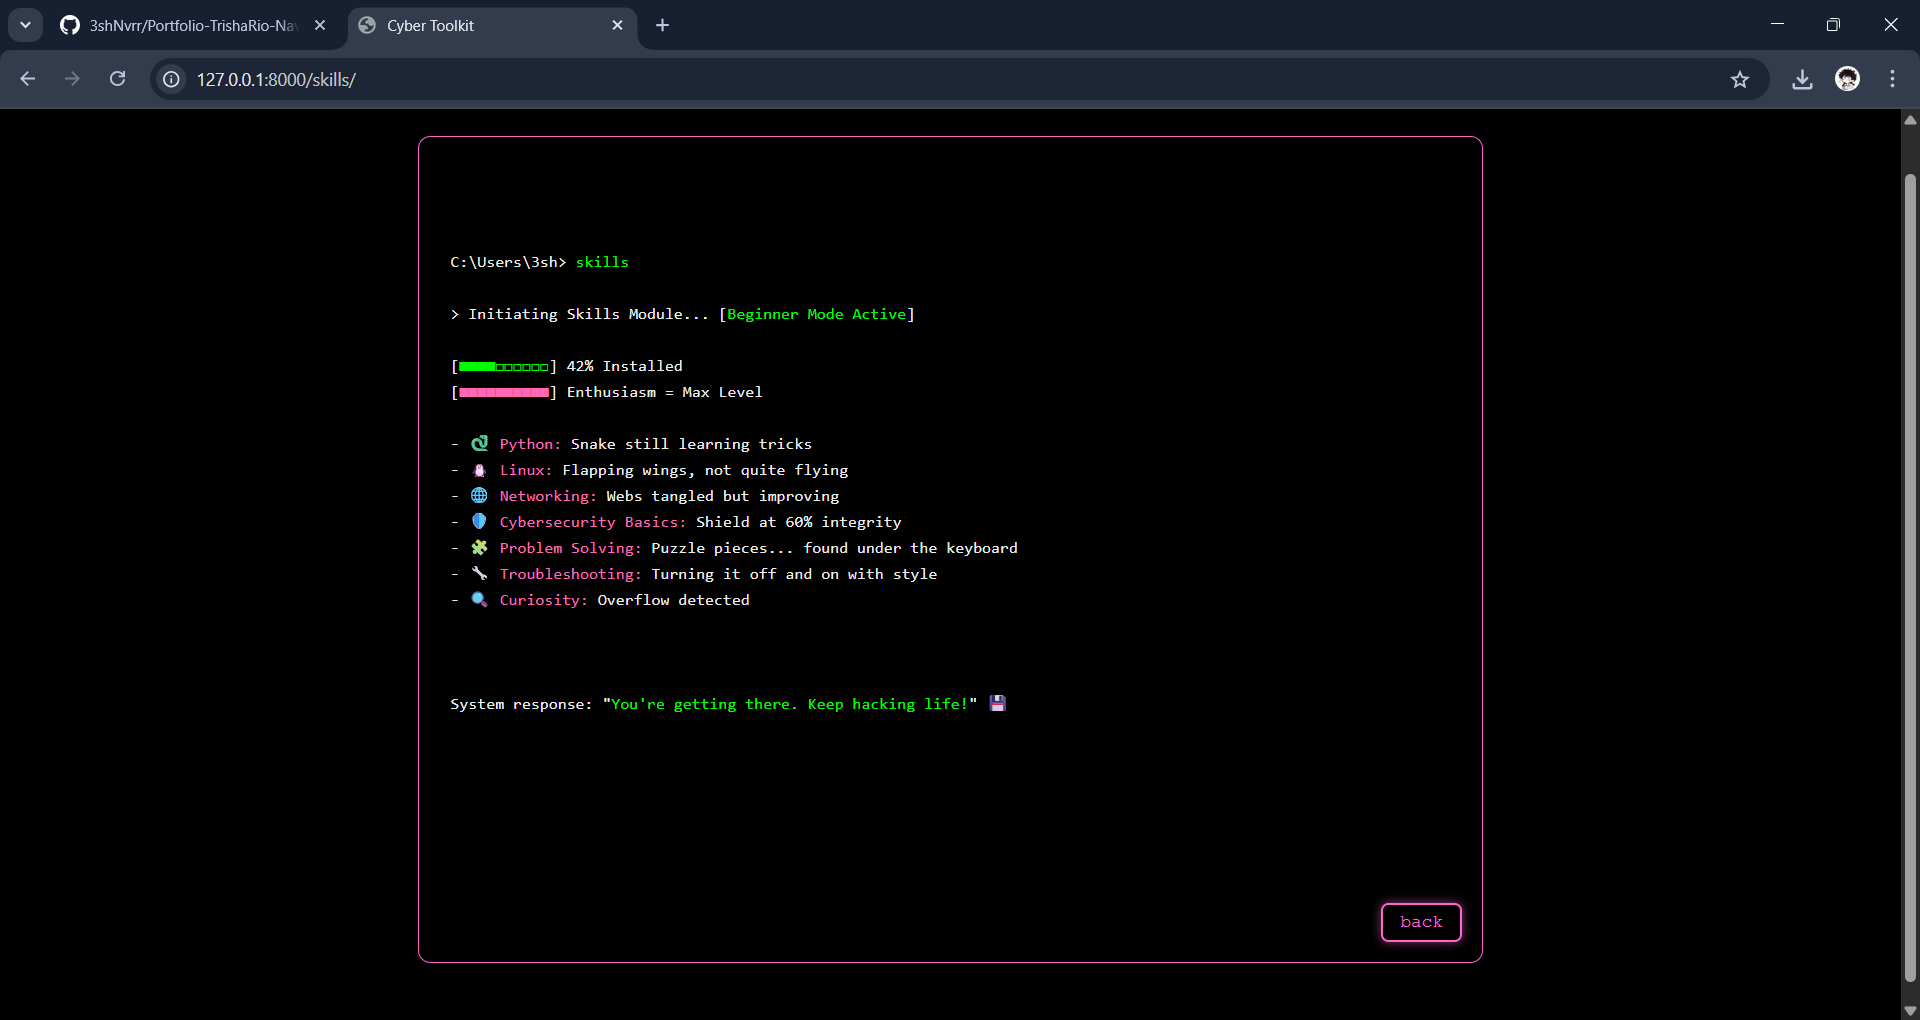 3shNvrr/Portfolio-TrishaRio-Nav
Cyber Toolkit
127.0.0.1:8000/skills/
C:\Users\3sh> skills
> Initiating Skills Module... [Beginner Mode Active]
[■■■■□□□□□□] 42% Installed
[■■■■■■■■■■] Enthusiasm = Max Level
- 🐍 Python: Snake still learning tricks
- 🐧 Linux: Flapping wings, not quite flying
- 🌐 Networking: Webs tangled but improving
- 🛡️ Cybersecurity Basics: Shield at 60% integrity
- 🧩 Problem Solving: Puzzle pieces... found under the keyboard
- 🔧 Troubleshooting: Turning it off and on with style
- 🔍 Curiosity: Overflow detected
System response: "You're getting there. Keep hacking life!" 💾
back